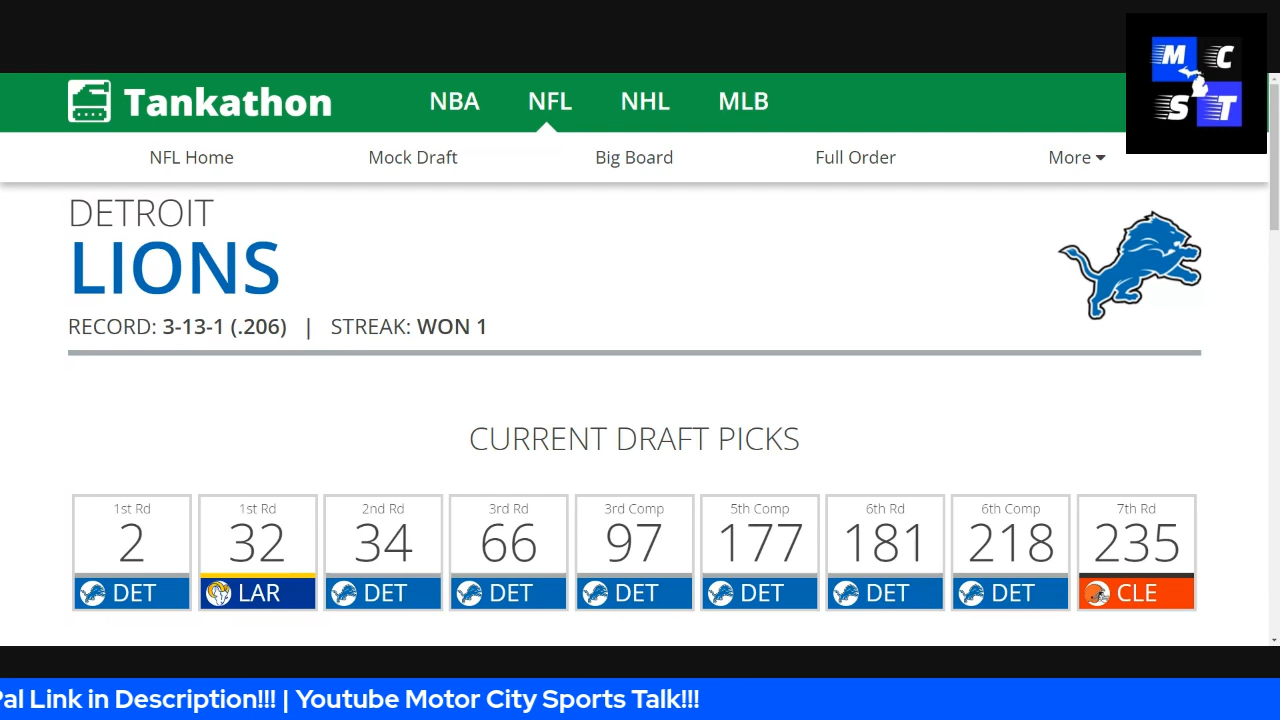 M C
S T
Tankathon NBA NFL NHL MLB
NFL Home Mock Draft Big Board Full Order More
DETROIT
LIONS
RECORD: 3-13-1 (.206) | STREAK: WON 1
CURRENT DRAFT PICKS
1st Rd 1st Rd 2nd Rd 3rd Rd 3rd Comp 5th Comp 6th Rd 6th Comp 7th Rd
2 32 34 66 97 177 181 218 235
DET LAR DET DET DET DET DET DET CLE
Pal Link in Description!!! | Youtube Motor City Sports Talk!!!